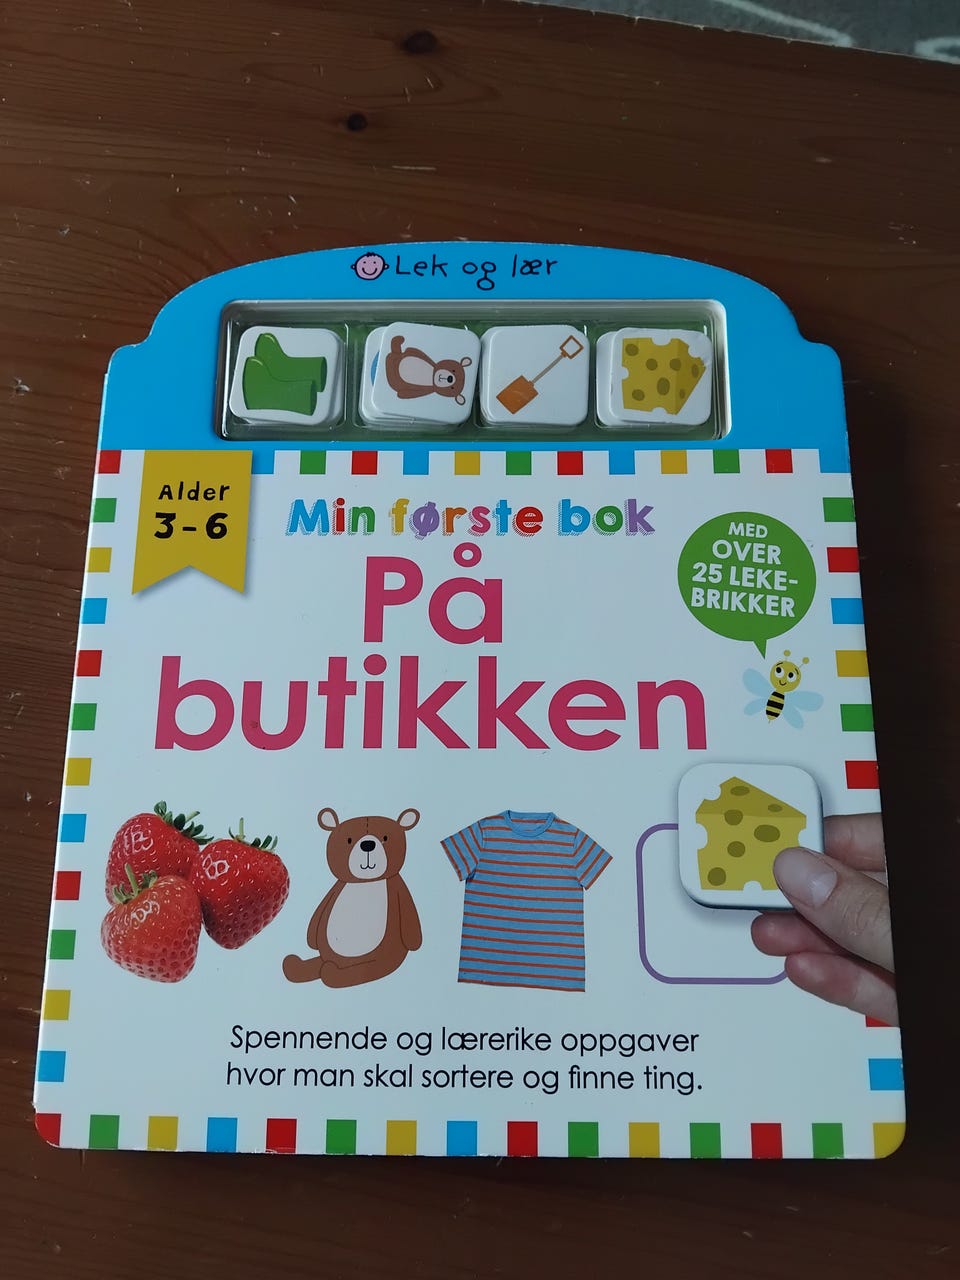 Lek og lær
Alder
3-6
Min første bok
På
butikken
MED
OVER
25 LEKE-
BRIKKER
Spennende og lærerike oppgaver
hvor man skal sortere og finne ting.